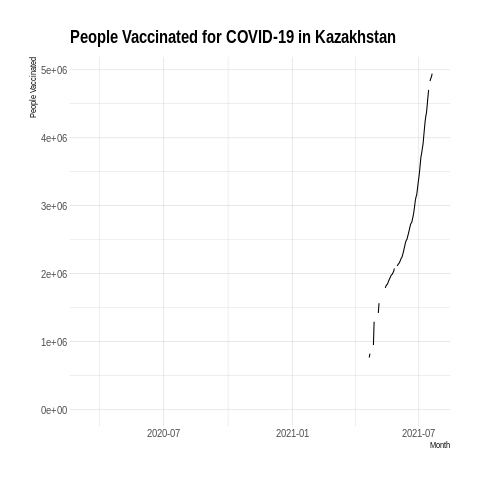 People Vaccinated for COVID-19 in Kazakhstan
People Vaccinated
5e+06
4e+06
3e+06
2e+06
1e+06
0e+00
2020-07
2021-01
2021-07
Month